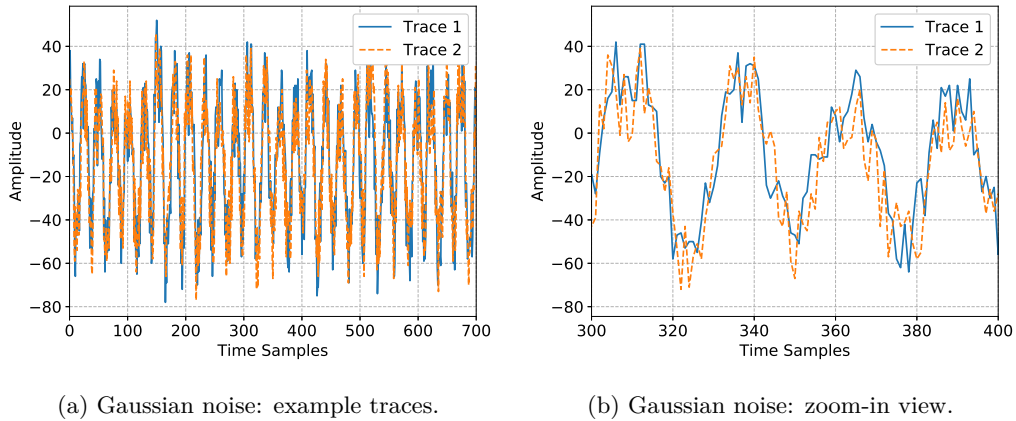 Trace 1
Trace 2
Amplitude
40
20
0
−20
−40
−60
−80
0 100 200 300 400 500 600 700
Time Samples
(a) Gaussian noise: example traces.
Trace 1
Trace 2
Amplitude
40
20
0
−20
−40
−60
−80
300 320 340 360 380 400
Time Samples
(b) Gaussian noise: zoom-in view.